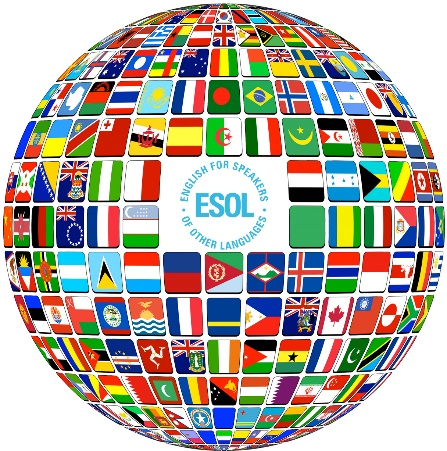 ENGLISH FOR SPEAKERS
ESOL
OF OTHER LANGUAGES